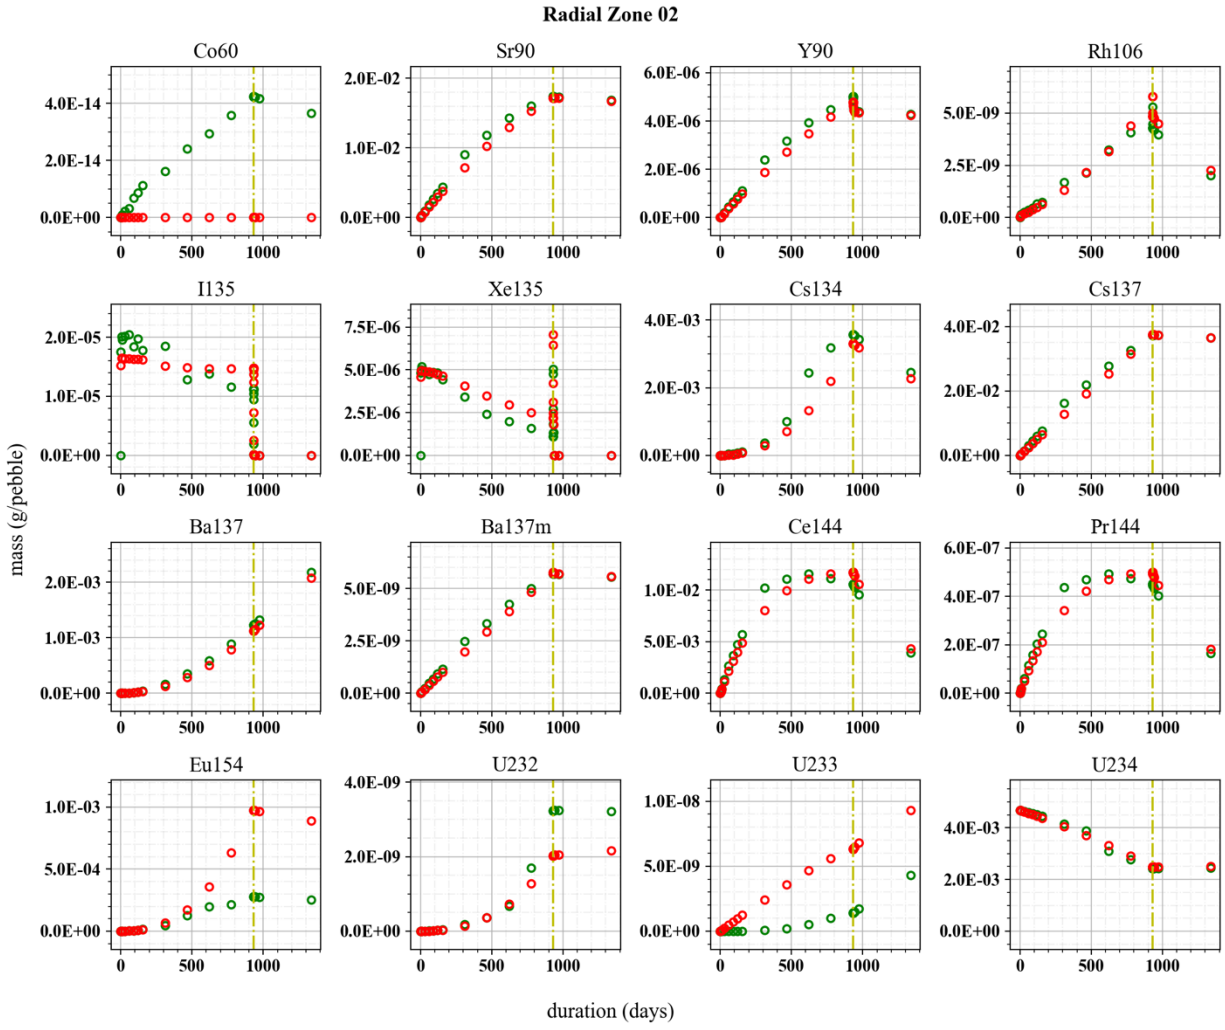 Radial Zone 02
Co60 Sr90 Y90 Rh106
4.0E-14
2.0E-14
0.0E+00
0 500 1000
2.0E-02
1.0E-02
0.0E+00
0 500 1000
6.0E-06
4.0E-06
2.0E-06
0.0E+00
0 500 1000
5.0E-09
2.5E-09
0.0E+00
0 500 1000
I135 Xe135 Cs134 Cs137
2.0E-05
1.0E-05
0.0E+00
0 500 1000
7.5E-06
5.0E-06
2.5E-06
0.0E+00
0 500 1000
4.0E-03
2.0E-03
0.0E+00
0 500 1000
4.0E-02
2.0E-02
0.0E+00
0 500 1000
mass (g/pebble)
Ba137 Ba137m Ce144 Pr144
2.0E-03
1.0E-03
0.0E+00
0 500 1000
5.0E-09
2.5E-09
0.0E+00
0 500 1000
1.0E-02
5.0E-03
0.0E+00
0 500 1000
6.0E-07
4.0E-07
2.0E-07
0.0E+00
0 500 1000
Eu154 U232 U233 U234
1.0E-03
5.0E-04
0.0E+00
0 500 1000
4.0E-09
2.0E-09
0.0E+00
0 500 1000
1.0E-08
5.0E-09
0.0E+00
0 500 1000
4.0E-03
2.0E-03
0.0E+00
0 500 1000
duration (days)